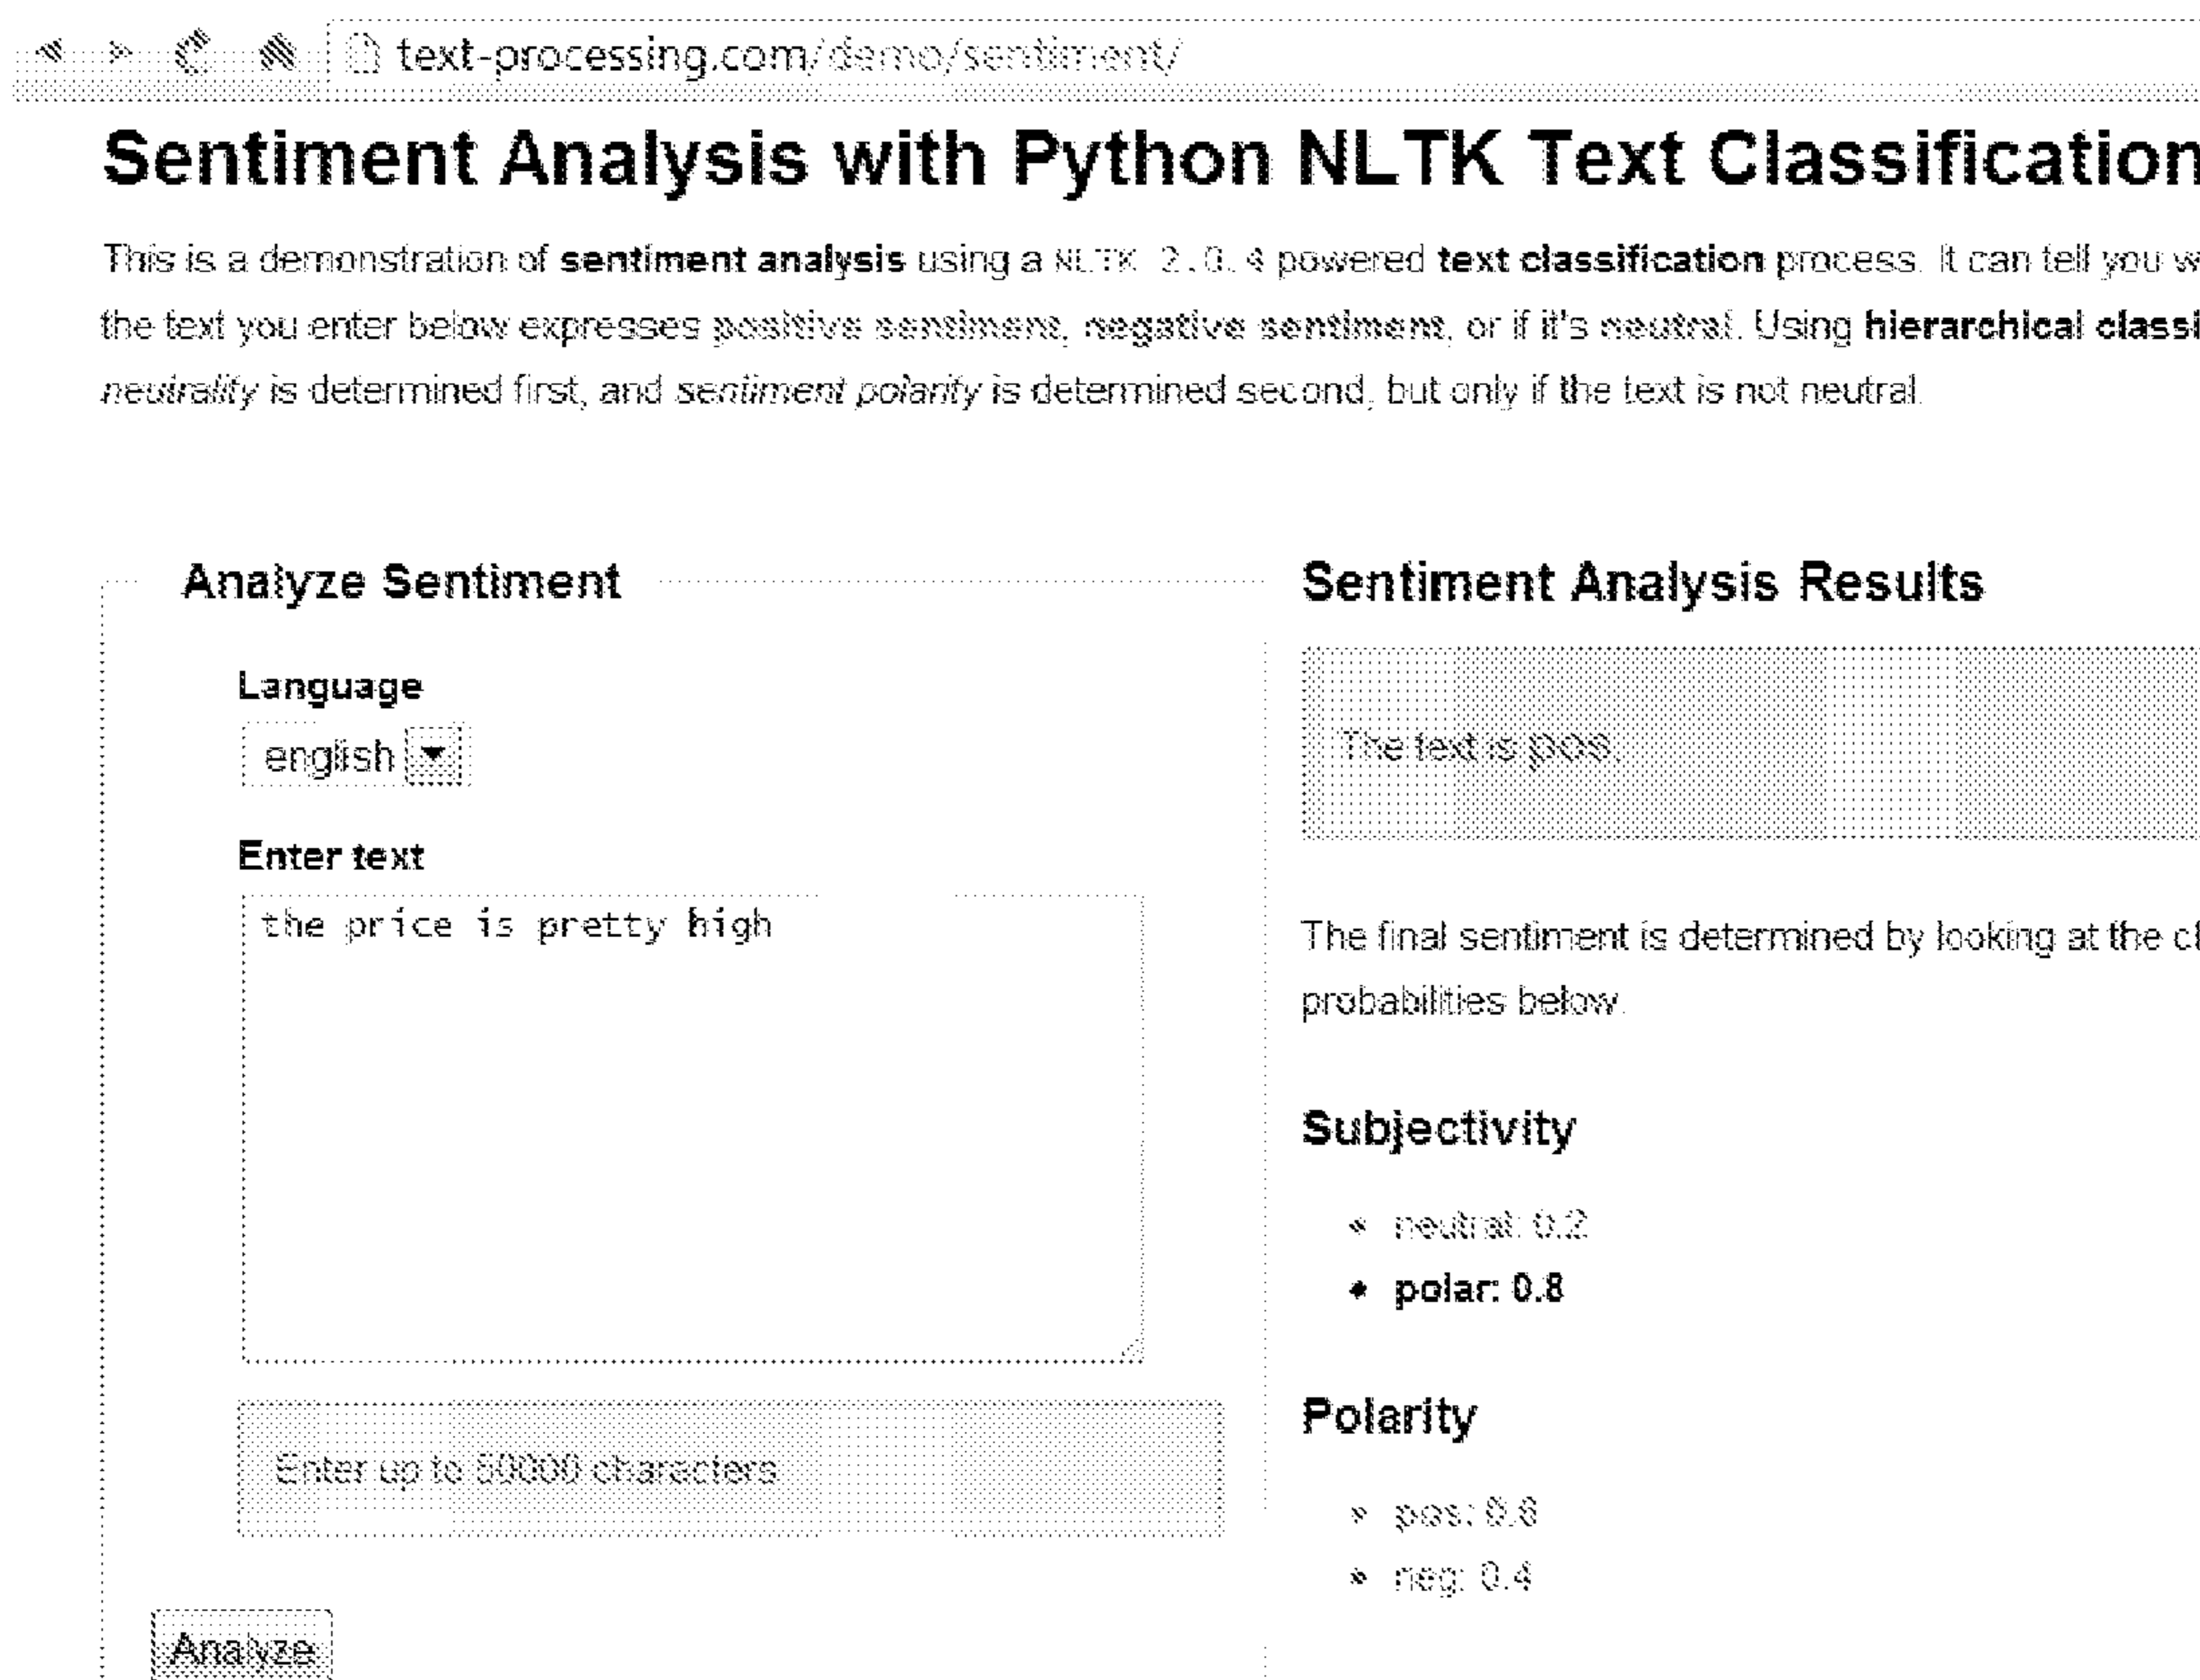 text-processing.com/demo/sentiment/
Sentiment Analysis with Python NLTK Text Classification
This is a demonstration of sentiment analysis using a NLTK 2.0.4 powered text classification process. It can tell you w
the text you enter below expresses positive sentiment, negative sentiment, or if it's neutral. Using hierarchical classi
neutrality is determined first, and sentiment polarity is determined second, but only if the text is not neutral.
Analyze Sentiment
Language
english
Enter text
the price is pretty high
Enter up to 50000 characters
Analyze
Sentiment Analysis Results
The text is pos.
The final sentiment is determined by looking at the cl
probabilities below.
Subjectivity
neutral: 0.2
polar: 0.8
Polarity
pos: 0.6
neg: 0.4